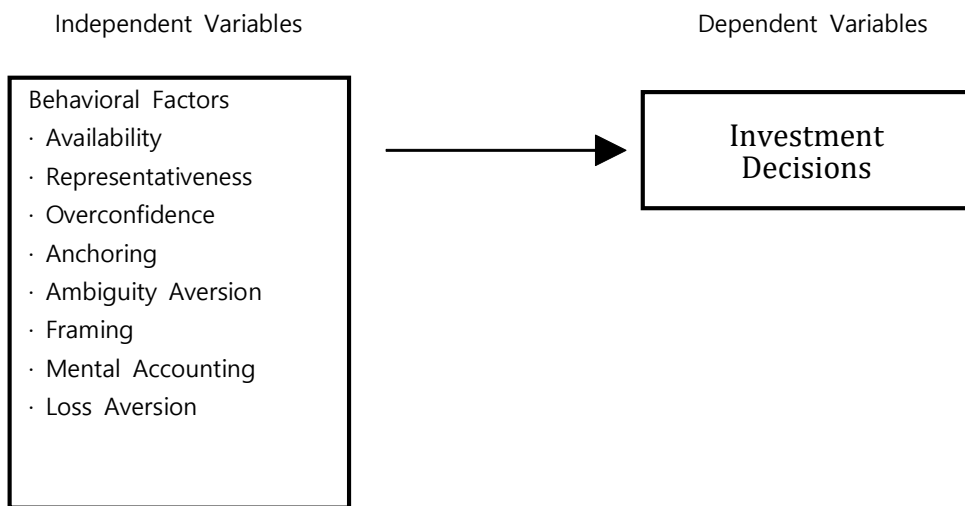 Independent Variables
Dependent Variables
Behavioral Factors
· Availability
· Representativeness
· Overconfidence
· Anchoring
· Ambiguity Aversion
· Framing
· Mental Accounting
· Loss Aversion
Investment
Decisions